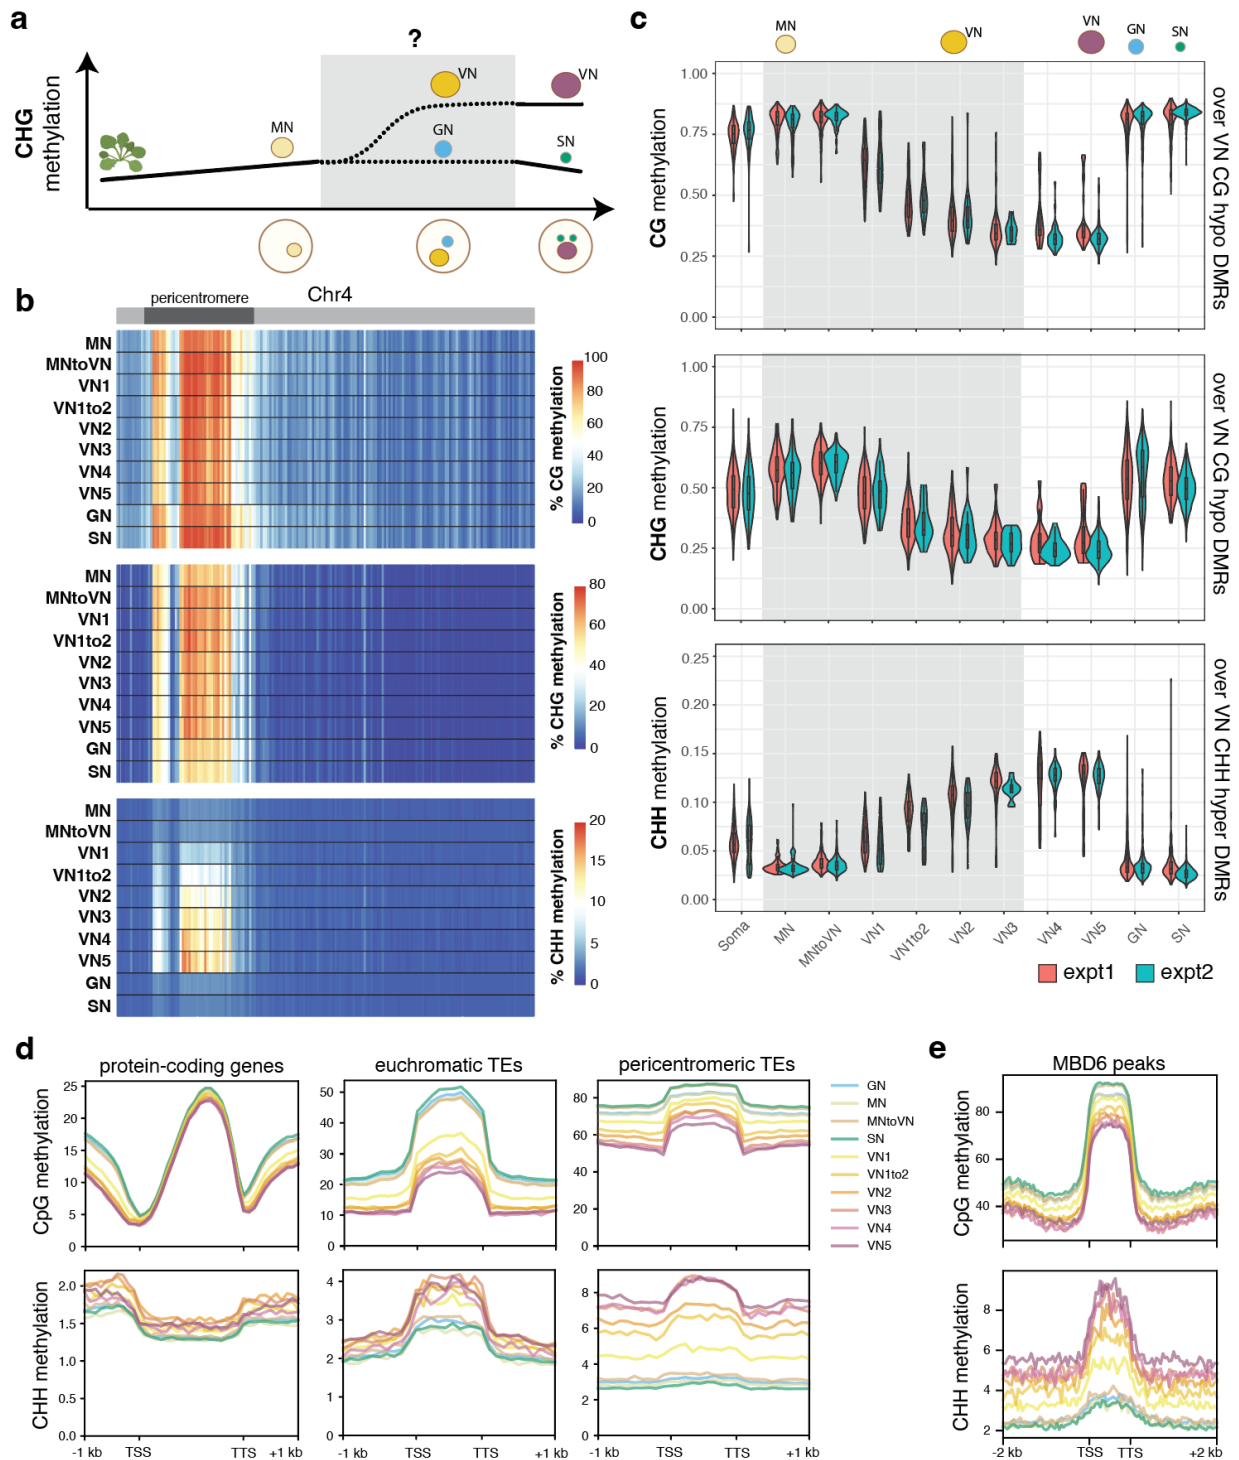 a
?
VN
VN
MN
GN
SN
CHG
methylation
b
pericentromere
Chr4
MN
MNtoVN
VN1
VN1to2
VN2
VN3
VN4
VN5
GN
SN
100
80
60
40
20
0
% CG methylation
MN
MNtoVN
VN1
VN1to2
VN2
VN3
VN4
VN5
GN
SN
80
60
40
20
0
% CHG methylation
MN
MNtoVN
VN1
VN1to2
VN2
VN3
VN4
VN5
GN
SN
20
15
10
5
0
% CHH methylation
c
MN
VN
VN
GN
SN
1.00
0.75
0.50
0.25
0.00
CG methylation
over VN CG hypo DMRs
1.00
0.75
0.50
0.25
0.00
CHG methylation
over VN CG hypo DMRs
0.25
0.20
0.15
0.10
0.05
0.00
CHH methylation
over VN CHH hyper DMRs
Soma
MN
MNtoVN
VN1
VN1to2
VN2
VN3
VN4
VN5
GN
SN
expt1
expt2
d
protein-coding genes
euchromatic TEs
pericentromeric TEs
CpG methylation
25
20
15
10
5
0
50
40
30
20
10
0
80
60
40
20
0
GN
MN
MNtoVN
SN
VN1
VN1to2
VN2
VN3
VN4
VN5
CHH methylation
2.0
1.5
1.0
0.5
0.0
4
3
2
1
0
8
6
4
2
0
-1 kb
TSS
TTS
+1 kb
-1 kb
TSS
TTS
+1 kb
-1 kb
TSS
TTS
+1 kb
e
MBD6 peaks
CpG methylation
80
60
40
CHH methylation
8
6
4
2
-2 kb
TSS
TTS
+2 kb